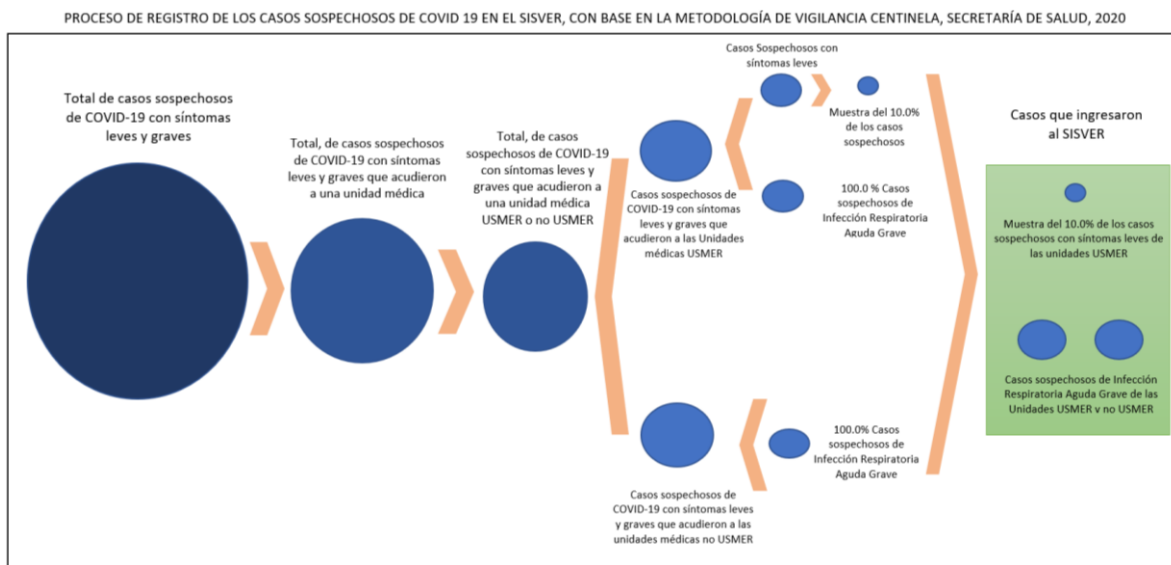 PROCESO DE REGISTRO DE LOS CASOS SOSPECHOSOS DE COVID 19 EN EL SISVER, CON BASE EN LA METODOLOGÍA DE VIGILANCIA CENTINELA, SECRETARÍA DE SALUD, 2020
Total de casos sospechosos
de COVID-19 con síntomas
leves y graves
Total, de casos sospechosos
de COVID-19 con síntomas
leves y graves que acudieron
a una unidad médica
Total, de casos
sospechosos de COVID-19
con síntomas leves y
graves que acudieron a
una unidad médica
USMER o no USMER
Casos sospechosos de
COVID-19 con síntomas
leves y graves que
acudieron a las Unidades
médicas USMER
Casos Sospechosos con
síntomas leves
Muestra del 10.0%
de los casos
sospechosos
100.0 % Casos
sospechosos de
Infección Respiratoria
Aguda Grave
Casos sospechosos de
COVID-19 con síntomas leves
y graves que acudieron a las
unidades médicas no USMER
100.0% Casos
sospechosos de
Infección Respiratoria
Aguda Grave
Casos que ingresaron
al SISVER
Muestra del 10.0% de los casos
sospechosos con síntomas leves de
las unidades USMER
Casos sospechosos de Infección
Respiratoria Aguda Grave de las
Unidades USMER y no USMER